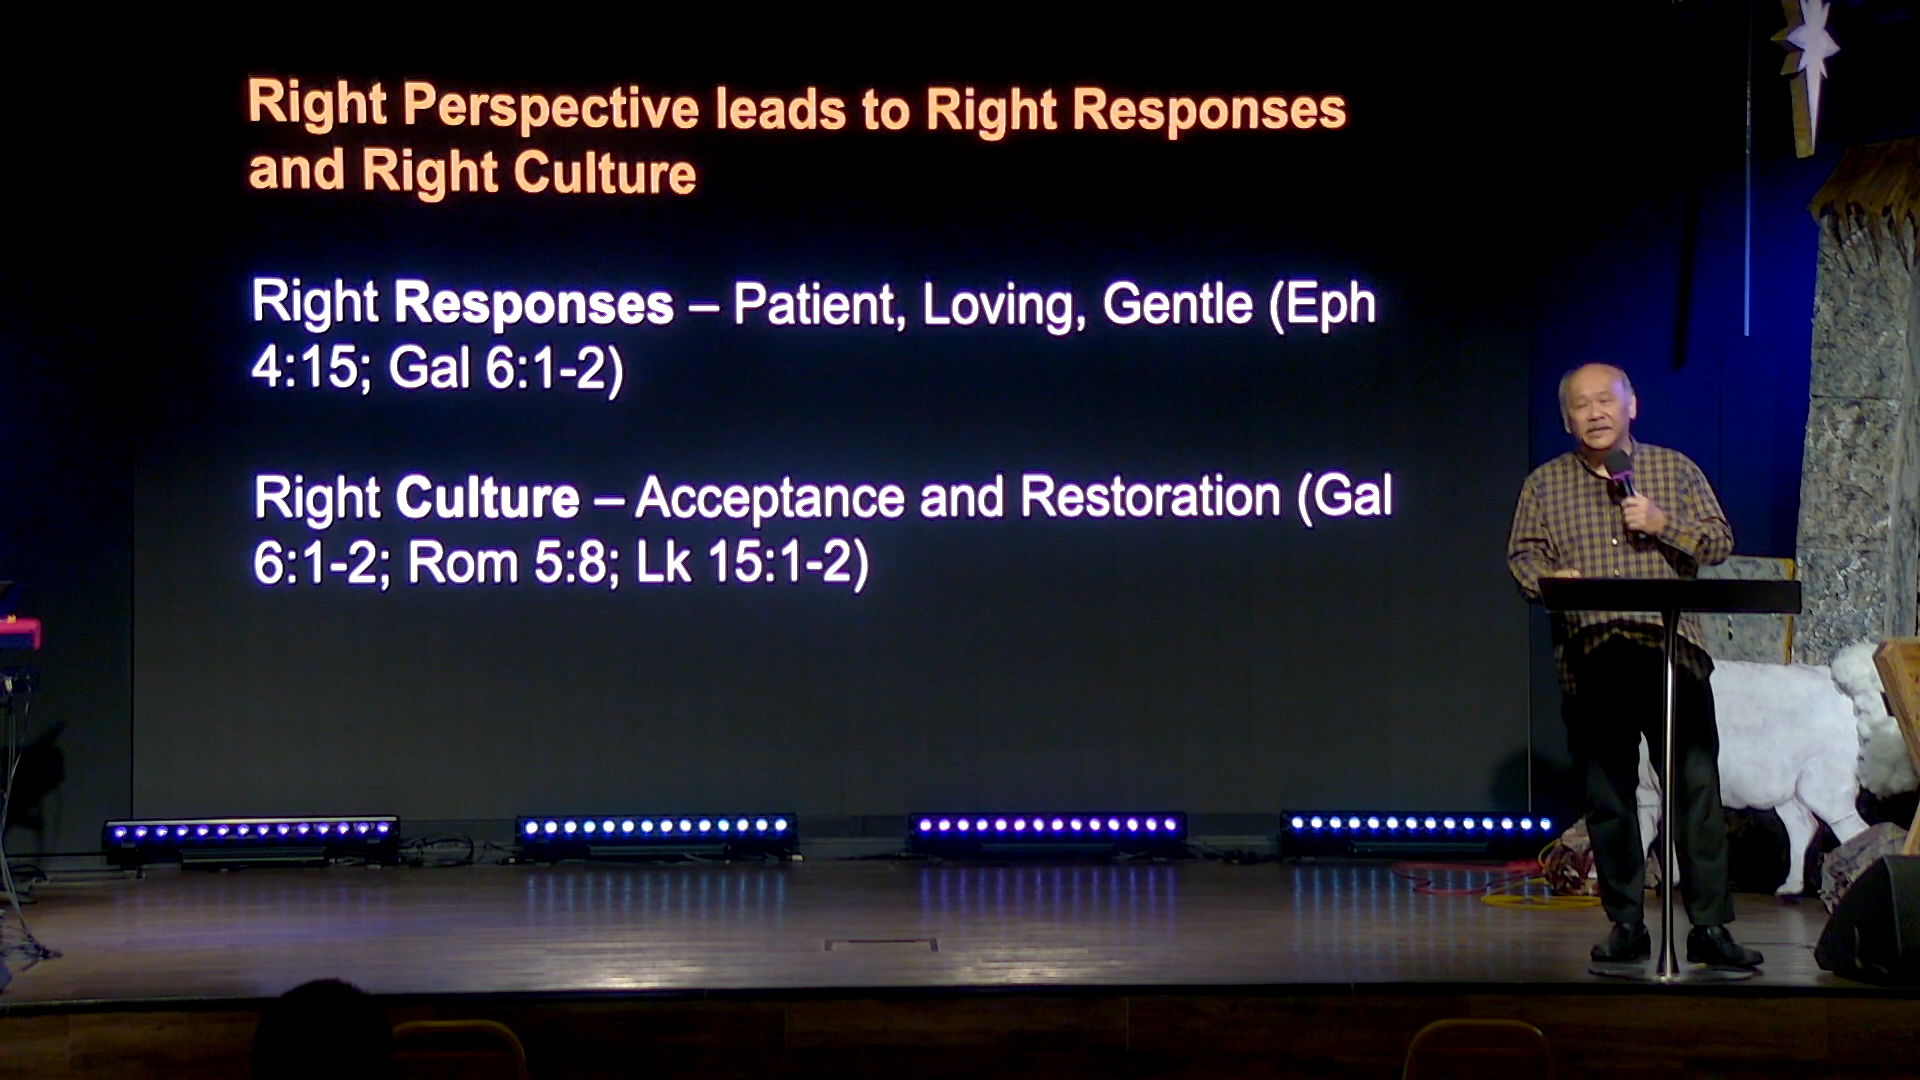 Right Perspective leads to Right Responses
and Right Culture
Right Responses – Patient, Loving, Gentle (Eph
4:15; Gal 6:1-2)
Right Culture – Acceptance and Restoration (Gal
6:1-2; Rom 5:8; Lk 15:1-2)